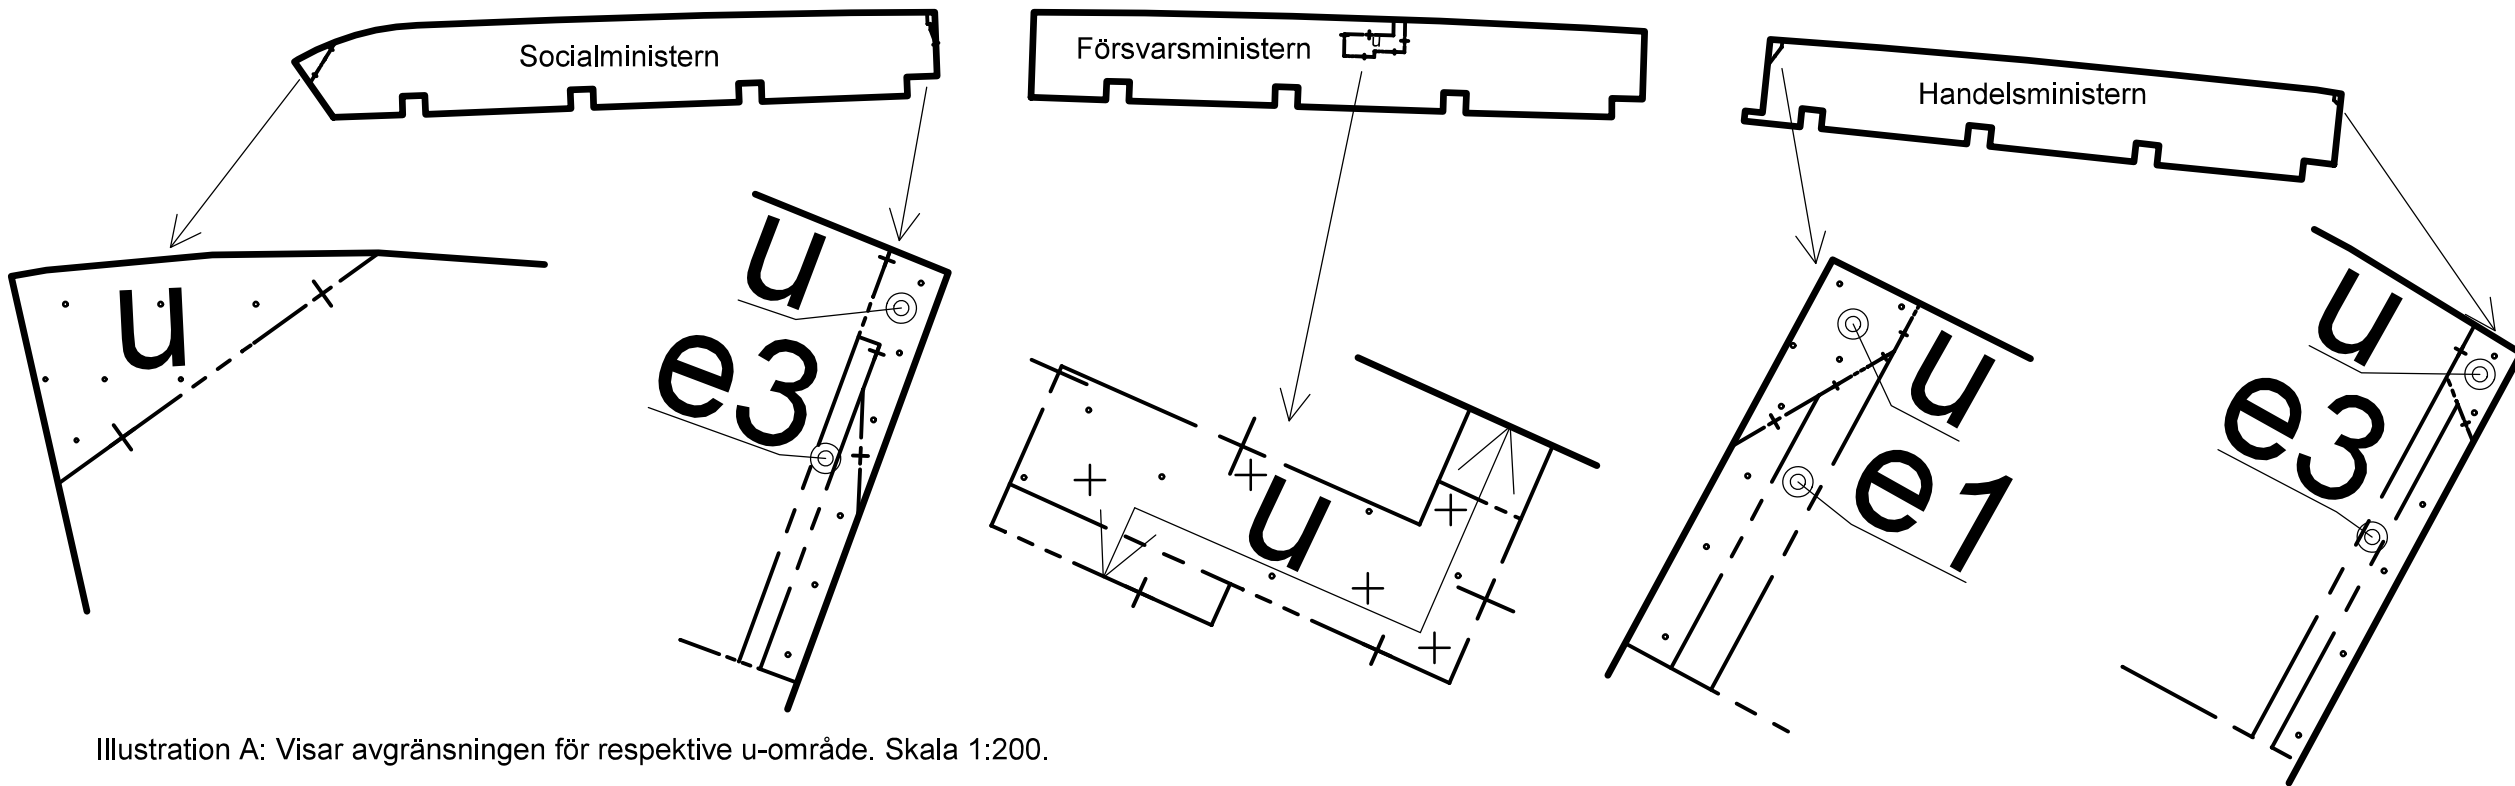 Socialministern
Försvarsministern
u
Handelsministern
u
u
e3
u
u
e1
u
e3
Illustration A: Visar avgränsningen för respektive u-område. Skala 1:200.